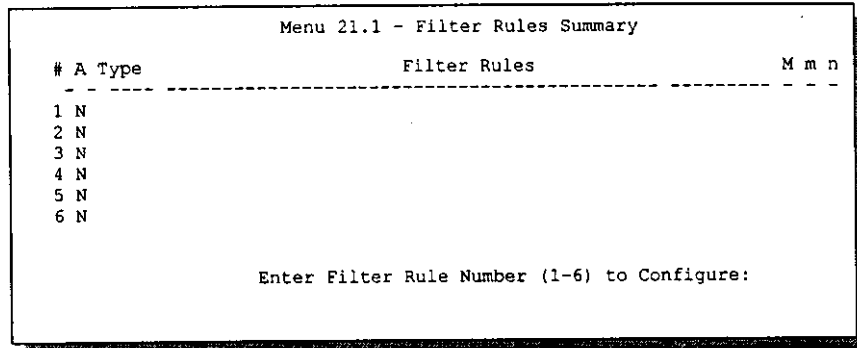 Menu 21.1 - Filter Rules Summary
# A Type Filter Rules M m n
- - ---- --------------------------------------------- --------- - - -
1 N
2 N
3 N
4 N
5 N
6 N
Enter Filter Rule Number (1-6) to Configure: